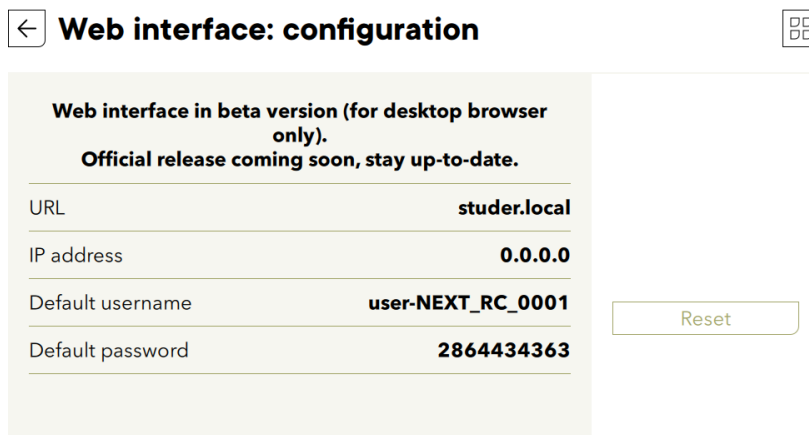 Web interface: configuration
Web interface in beta version (for desktop browser
only).
Official release coming soon, stay up-to-date.
URL studer.local
IP address 0.0.0.0
Default username user-NEXT_RC_0001
Default password 2864434363
Reset